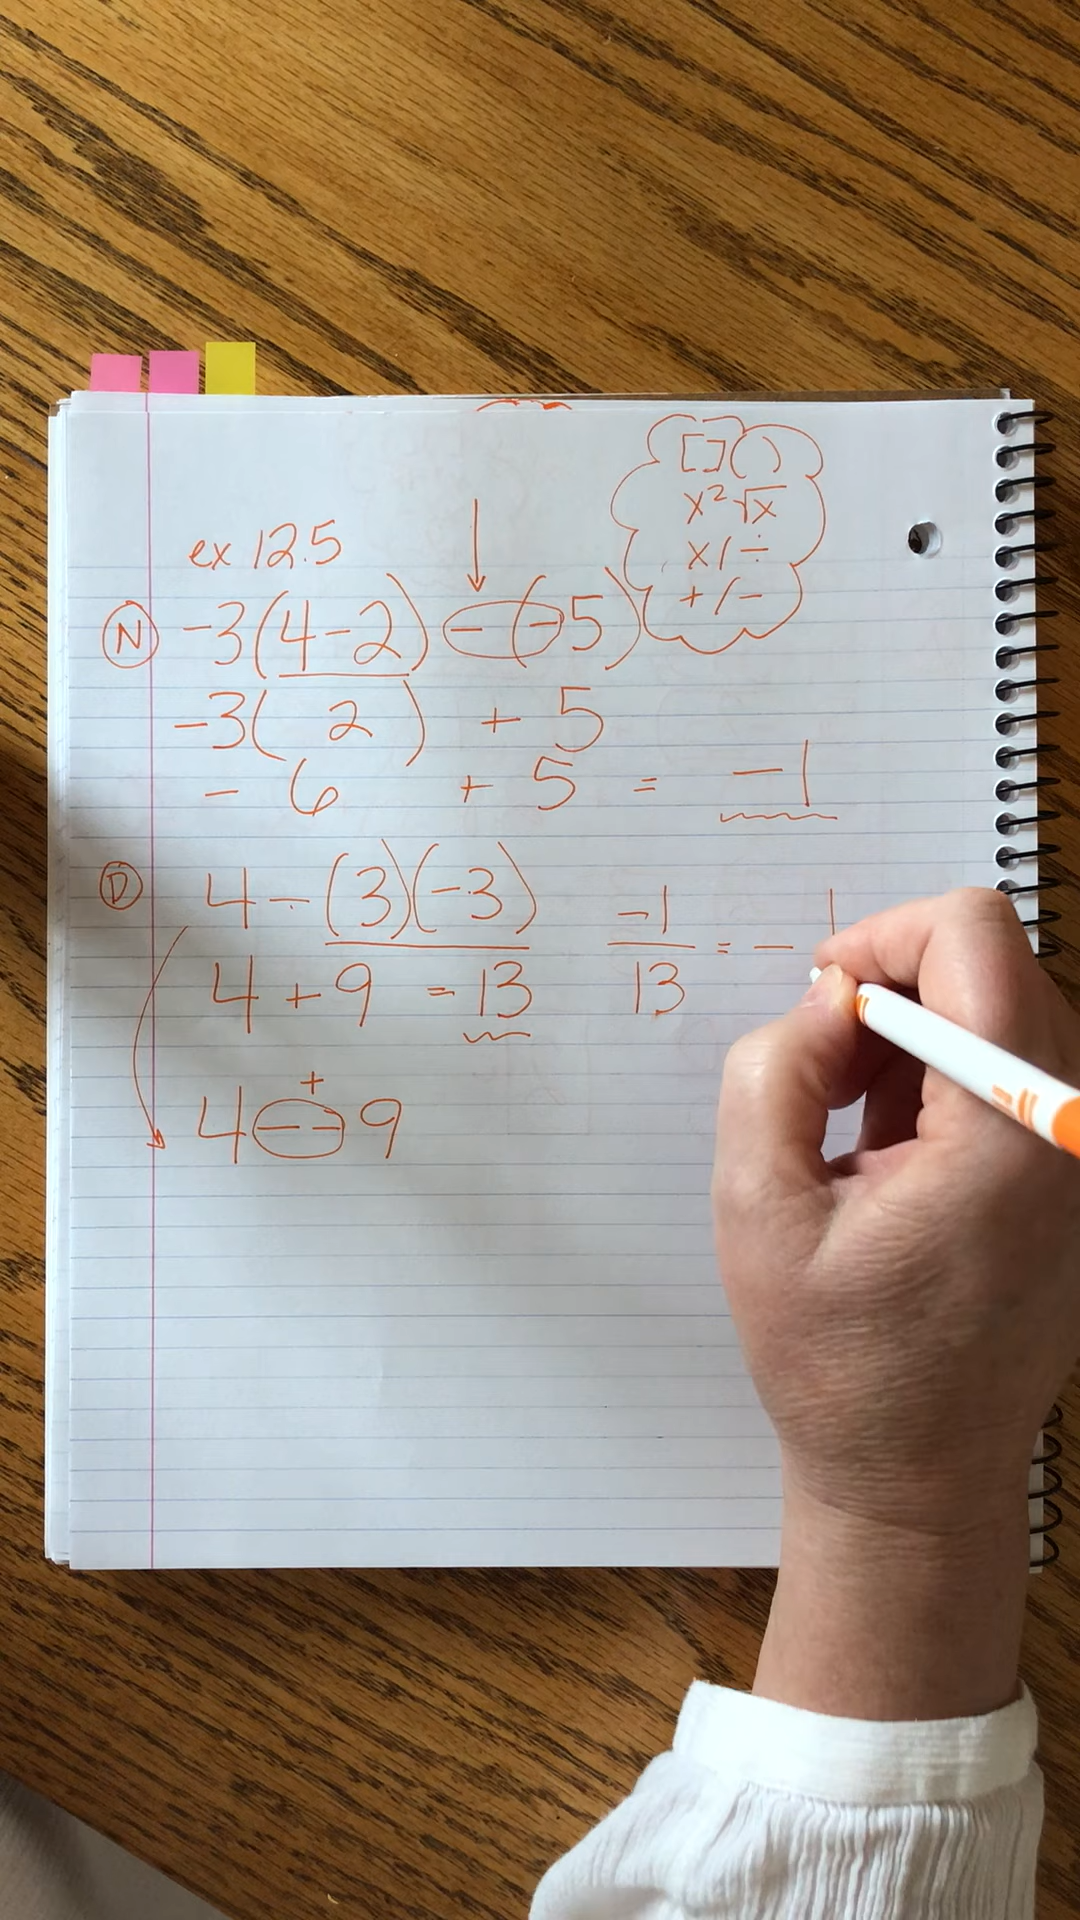 [ ] ( )
x² √x
x / ÷
+ / -
ex 12.5
N -3(4-2) - (-5)
-3( 2 ) + 5
- 6 + 5 = -1
D 4 - (3)(-3)
4 + 9 = 13
-1/13 = - 1
+
4 - - 9